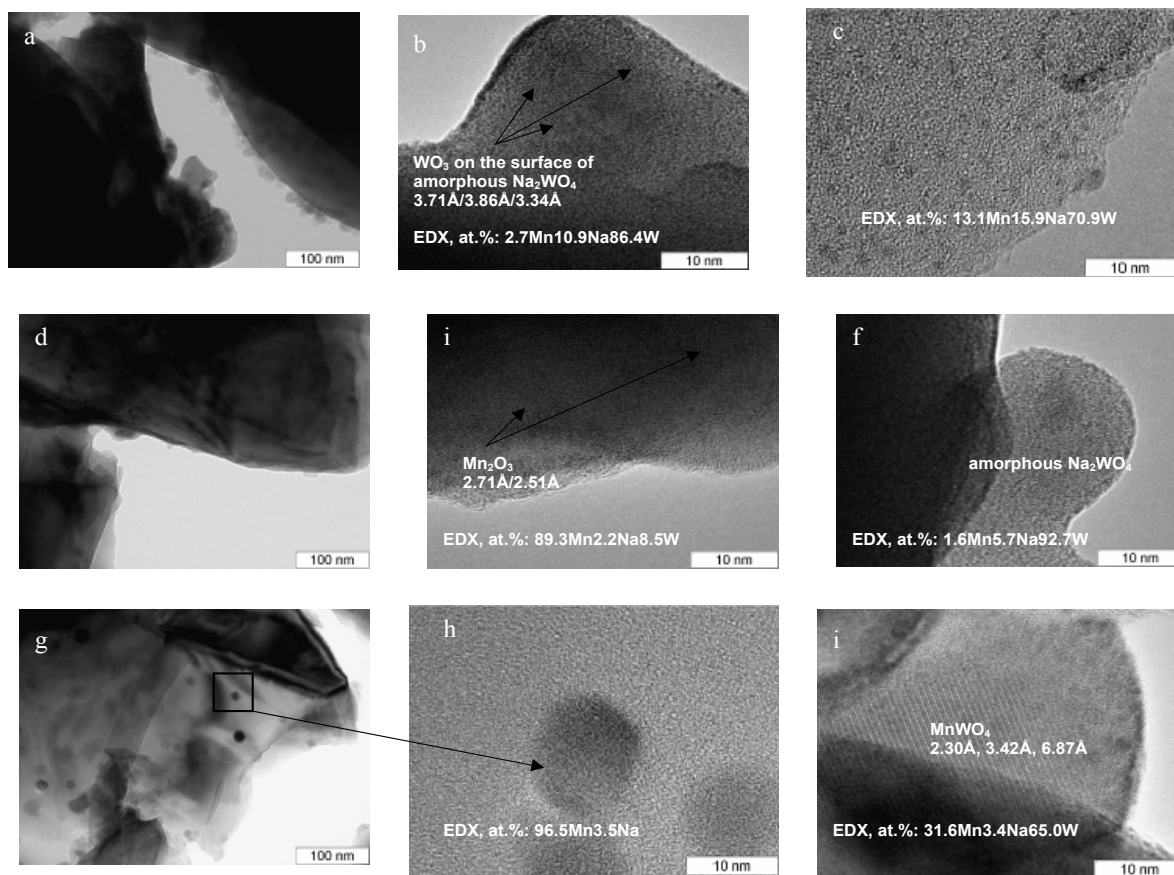 a
100 nm
b
WO₃ on the surface of
amorphous Na₂WO₄
3.71Å/3.86Å/3.34Å
EDX, at.%: 2.7Mn10.9Na86.4W
10 nm
c
EDX, at.%: 13.1Mn15.9Na70.9W
10 nm
d
100 nm
i
Mn₂O₃
2.71Å/2.51Å
EDX, at.%: 89.3Mn2.2Na8.5W
10 nm
f
amorphous Na₂WO₄
EDX, at.%: 1.6Mn5.7Na92.7W
10 nm
g
100 nm
h
EDX, at.%: 96.5Mn3.5Na
10 nm
i
MnWO₄
2.30Å, 3.42Å, 6.87Å
EDX, at.%: 31.6Mn3.4Na65.0W
10 nm